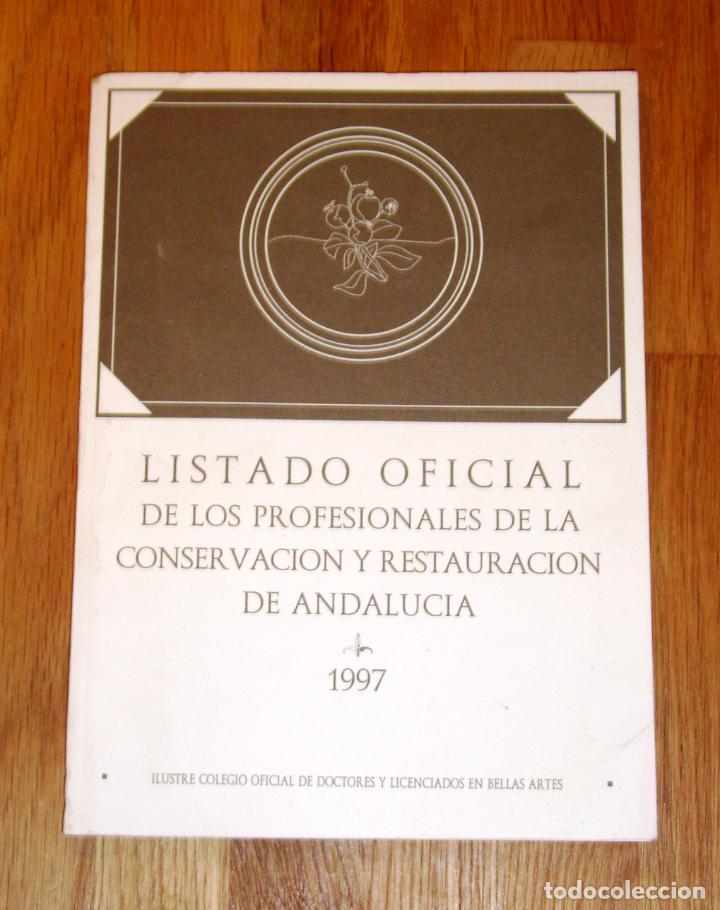 LISTADO OFICIAL
DE LOS PROFESIONALES DE LA
CONSERVACION Y RESTAURACION
DE ANDALUCIA
1997
ILUSTRE COLEGIO OFICIAL DE DOCTORES Y LICENCIADOS EN BELLAS ARTES
todocoleccion